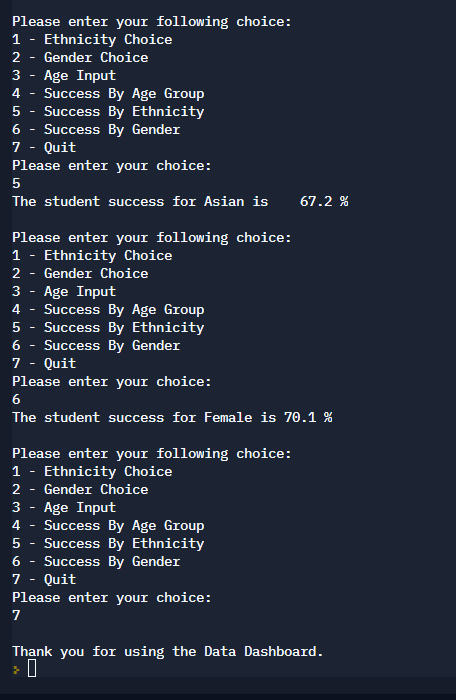 Please enter your following choice:
1 - Ethnicity Choice
2 - Gender Choice
3 - Age Input
4 - Success By Age Group
5 - Success By Ethnicity
6 - Success By Gender
7 - Quit
Please enter your choice:
5
The student success for Asian is    67.2 %

Please enter your following choice:
1 - Ethnicity Choice
2 - Gender Choice
3 - Age Input
4 - Success By Age Group
5 - Success By Ethnicity
6 - Success By Gender
7 - Quit
Please enter your choice:
6
The student success for Female is 70.1 %

Please enter your following choice:
1 - Ethnicity Choice
2 - Gender Choice
3 - Age Input
4 - Success By Age Group
5 - Success By Ethnicity
6 - Success By Gender
7 - Quit
Please enter your choice:
7

Thank you for using the Data Dashboard.
>